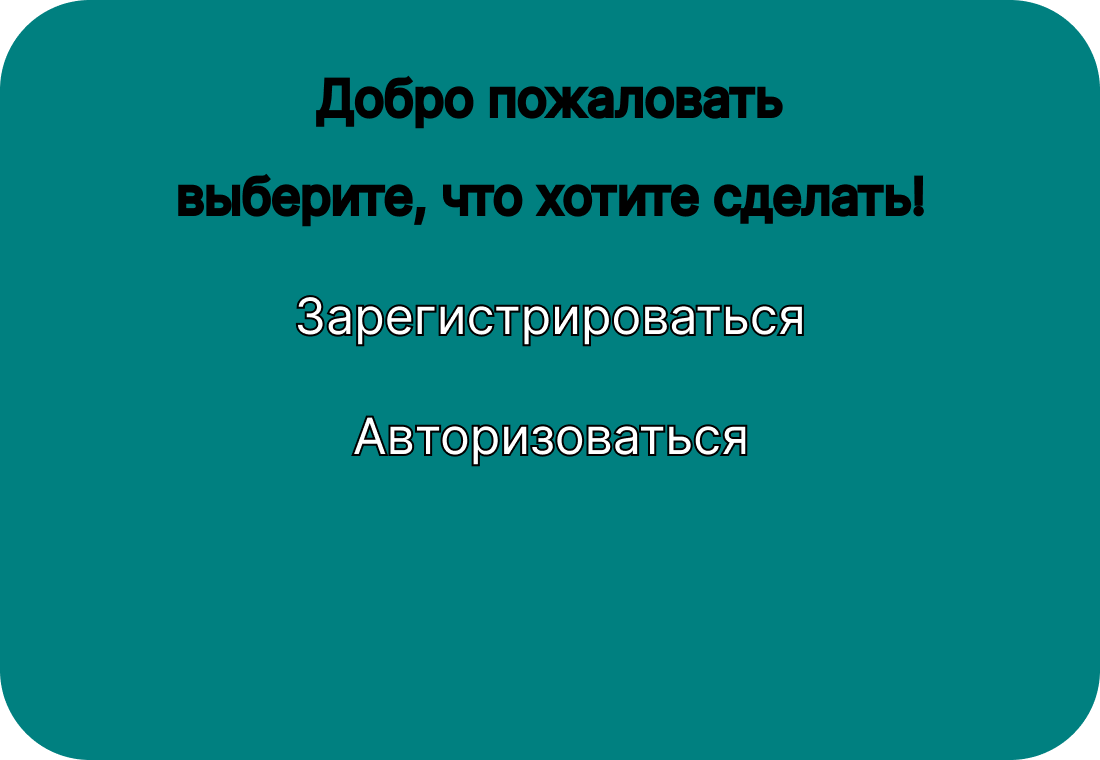 Добро пожаловать
выберите, что хотите сделать!
Зарегистрироваться
Авторизоваться